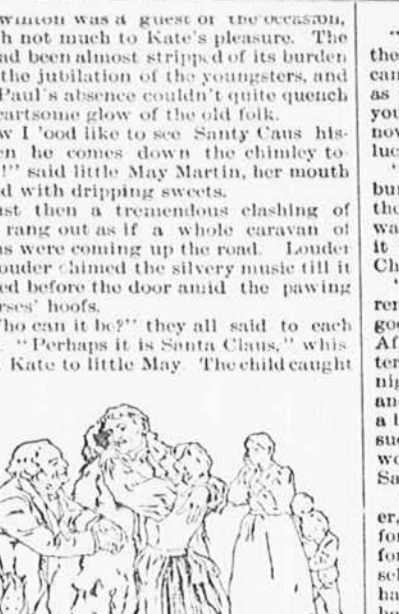 winton was a guest of the occasion,
h not much to Kate's pleasure. The
ad been almost stripped of its burden
the jubilation of the youngsters, and
Paul's absence couldn't quite quench
eartsome glow of the old folk.
w I 'ood like to see Santy Caus his-
en he comes down the chimley to-
!" said little May Martin, her mouth
d with dripping sweets.
ust then a tremendous clashing of
rang out as if a whole caravan of
ns were coming up the road. Louder
ouder chimed the silvery music till it
ed before the door amid the pawing
rses' hoofs.
ho can it be?" they all said to each
. "Perhaps it is Santa Claus," whis-
Kate to little May. The child caught
"
the
can
as
you
nov
luc
"
bur
the
wa
it
Ch
"
ren
goo
Af
ter
nig
and
a l
suc
wo
Sa
er,
for
for
sel
ha